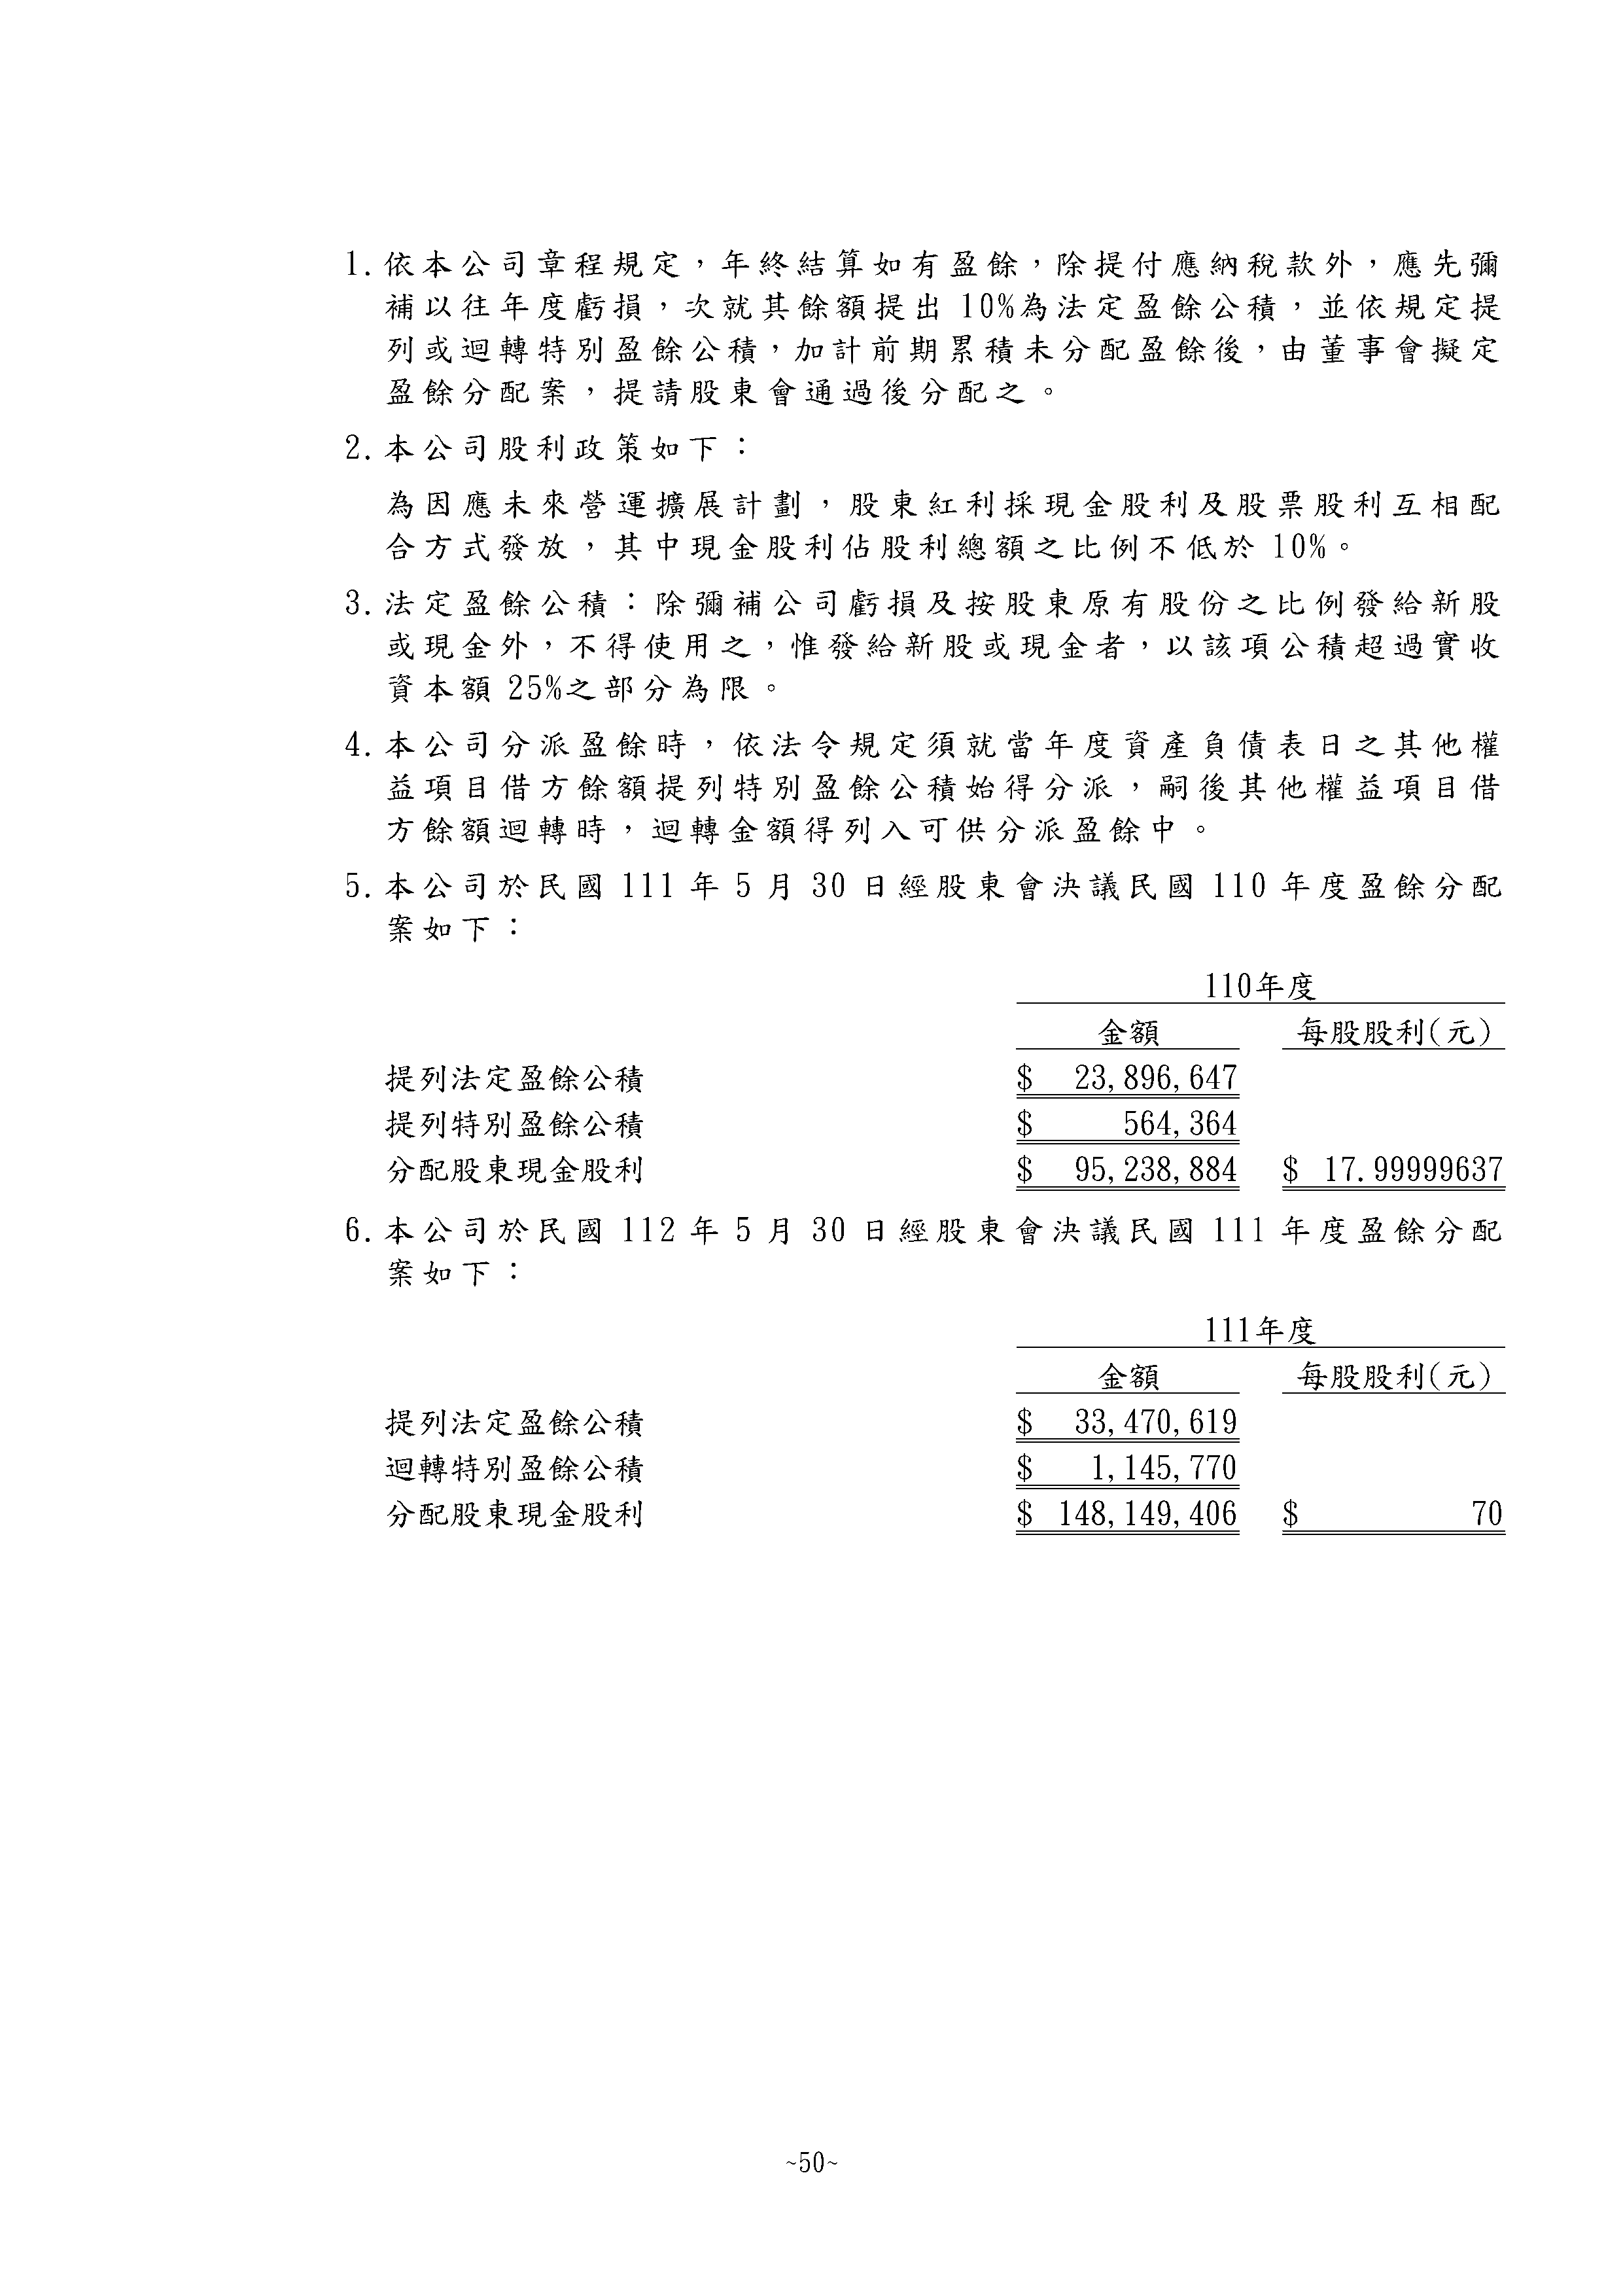 1.依本公司章程規定，年終結算如有盈餘，除提付應納稅款外，應先彌
補以往年度虧損，次就其餘額提出 10%為法定盈餘公積，並依規定提
列或迴轉特別盈餘公積，加計前期累積未分配盈餘後，由董事會擬定
盈餘分配案，提請股東會通過後分配之。
2.本公司股利政策如下：
為因應未來營運擴展計劃，股東紅利採現金股利及股票股利互相配
合方式發放，其中現金股利佔股利總額之比例不低於 10%。
3.法定盈餘公積：除彌補公司虧損及按股東原有股份之比例發給新股
或現金外，不得使用之，惟發給新股或現金者，以該項公積超過實收
資本額 25%之部分為限。
4.本公司分派盈餘時，依法令規定須就當年度資產負債表日之其他權
益項目借方餘額提列特別盈餘公積始得分派，嗣後其他權益項目借
方餘額迴轉時，迴轉金額得列入可供分派盈餘中。
5.本公司於民國 111 年 5 月 30 日經股東會決議民國 110 年度盈餘分配
案如下：
110年度
金額 每股股利(元)
提列法定盈餘公積 $ 23,896,647
提列特別盈餘公積 $ 564,364
分配股東現金股利 $ 95,238,884 $ 17.99999637
6.本公司於民國 112 年 5 月 30 日經股東會決議民國 111 年度盈餘分配
案如下：
111年度
金額 每股股利(元)
提列法定盈餘公積 $ 33,470,619
迴轉特別盈餘公積 $ 1,145,770
分配股東現金股利 $ 148,149,406 $ 70
~50~